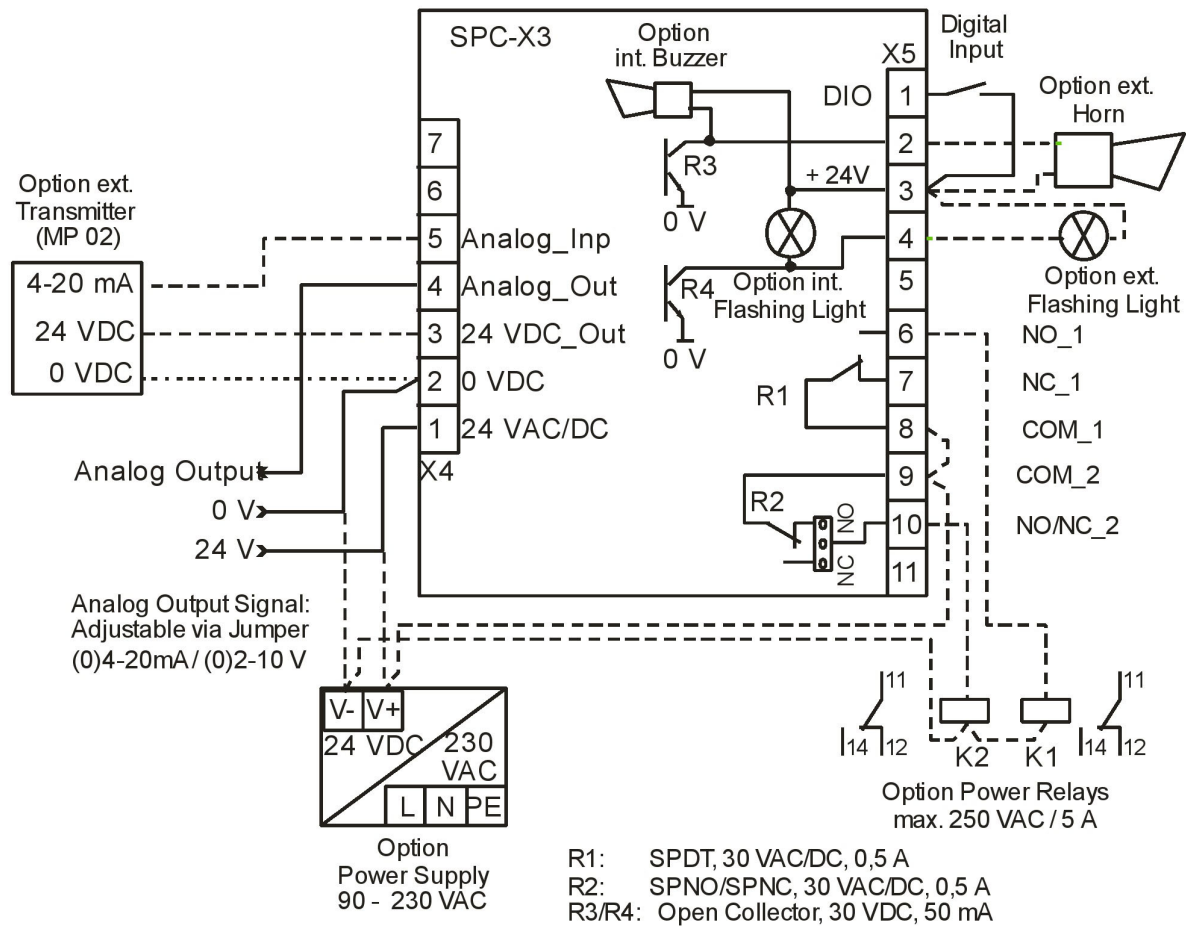 SPC-X3
Option
int. Buzzer
Digital
Input
X5
DIO
1
Option ext.
Horn
7
2
R3
6
+ 24V
3
0 V
Option ext.
Transmitter
(MP 02)
5
Analog_Inp
4
4-20 mA
4
Analog_Out
R4
Option int.
Flashing Light
5
Option ext.
Flashing Light
24 VDC
3
24 VDC_Out
0 V
6
NO_1
0 VDC
2
0 VDC
R1
7
NC_1
1
24 VAC/DC
8
COM_1
X4
Analog Output
9
COM_2
0 V
R2
NO
10
NO/NC_2
24 V
NC
11
Analog Output Signal:
Adjustable via Jumper
(0)4-20mA / (0)2-10 V
V-
V+
24 VDC
230
VAC
L
N
PE
Option
Power Supply
90 - 230 VAC
11
14
12
K2
K1
11
14
12
Option Power Relays
max. 250 VAC / 5 A
R1: SPDT, 30 VAC/DC, 0,5 A
R2: SPNO/SPNC, 30 VAC/DC, 0,5 A
R3/R4: Open Collector, 30 VDC, 50 mA